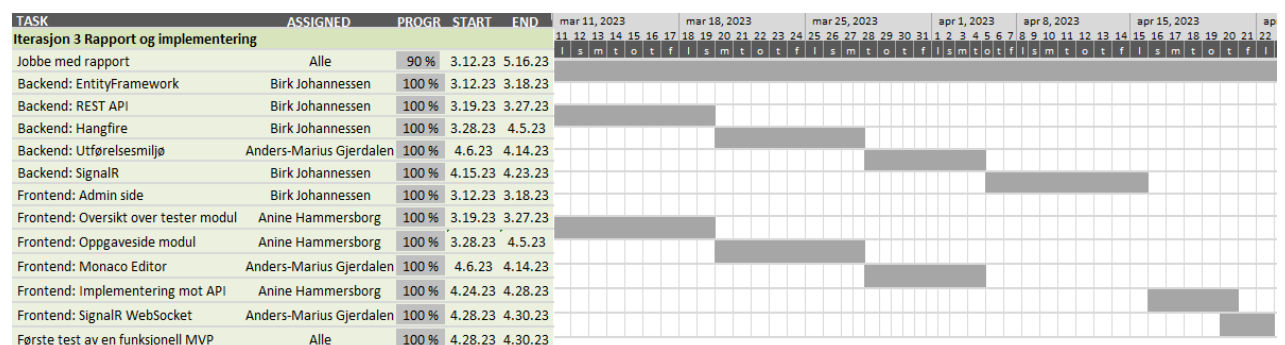 TASK ASSIGNED PROGR START END mar 11, 2023 mar 18, 2023 mar 25, 2023 apr 1, 2023 apr 8, 2023 apr 15, 2023 ap
Iterasjon 3 Rapport og implementering 11 12 13 14 15 16 17 18 19 20 21 22 23 24 25 26 27 28 29 30 31 1 2 3 4 5 6 7 8 9 10 11 12 13 14 15 16 17 18 19 20 21 22
l s m t o t f l s m t o t f l s m t o t f l s m t o t f l s m t o t f l s m t o t f l
Jobbe med rapport Alle 90 % 3.12.23 5.16.23
Backend: EntityFramework Birk Johannessen 100 % 3.12.23 3.18.23
Backend: REST API Birk Johannessen 100 % 3.19.23 3.27.23
Backend: Hangfire Birk Johannessen 100 % 3.28.23 4.5.23
Backend: Utførelsesmiljø Anders-Marius Gjerdalen 100 % 4.6.23 4.14.23
Backend: SignalR Birk Johannessen 100 % 4.15.23 4.23.23
Frontend: Admin side Birk Johannessen 100 % 3.12.23 3.18.23
Frontend: Oversikt over tester modul Anine Hammersborg 100 % 3.19.23 3.27.23
Frontend: Oppgaveside modul Anine Hammersborg 100 % 3.28.23 4.5.23
Frontend: Monaco Editor Anders-Marius Gjerdalen 100 % 4.6.23 4.14.23
Frontend: Implementering mot API Anine Hammersborg 100 % 4.24.23 4.28.23
Frontend: SignalR WebSocket Anders-Marius Gjerdalen 100 % 4.28.23 4.30.23
Første test av en funksjonell MVP Alle 100 % 4.28.23 4.30.23